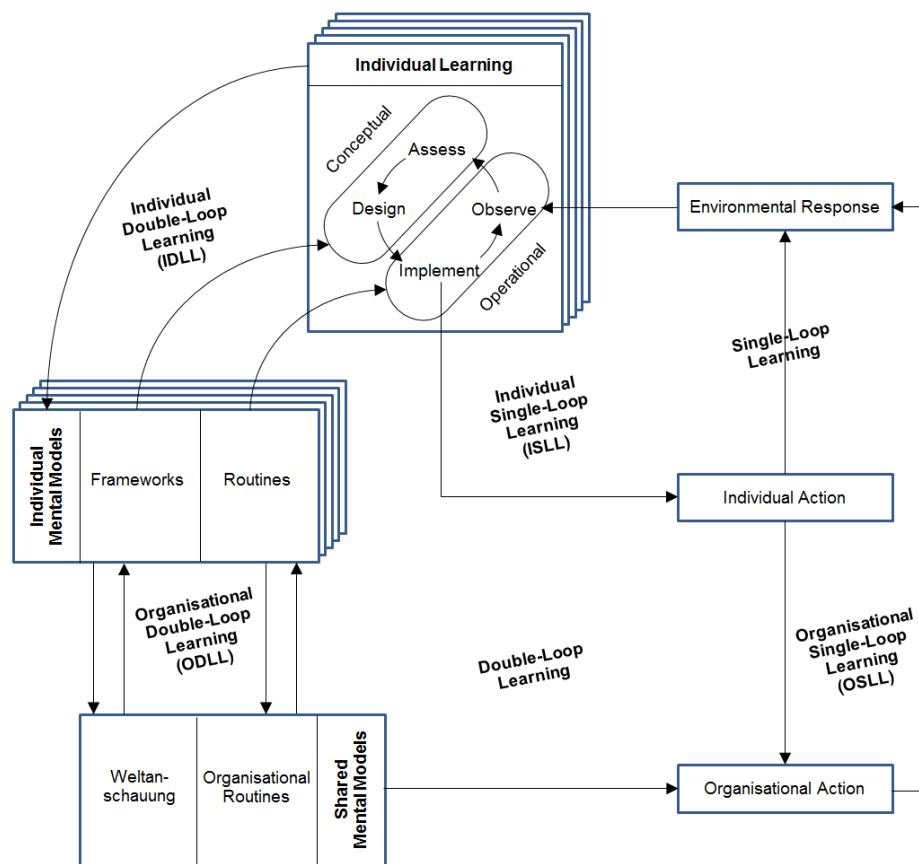 Individual Learning
Conceptual
Assess
Design
Observe
Implement
Operational
Environmental Response
Individual
Double-Loop
Learning
(IDLL)
Single-Loop
Learning
Individual
Single-Loop
Learning
(ISLL)
Individual
Mental Models
Frameworks
Routines
Individual Action
Organisational
Double-Loop
Learning
(ODLL)
Double-Loop
Learning
Organisational
Single-Loop
Learning
(OSLL)
Weltan-
schauung
Organisational
Routines
Shared
Mental Models
Organisational Action